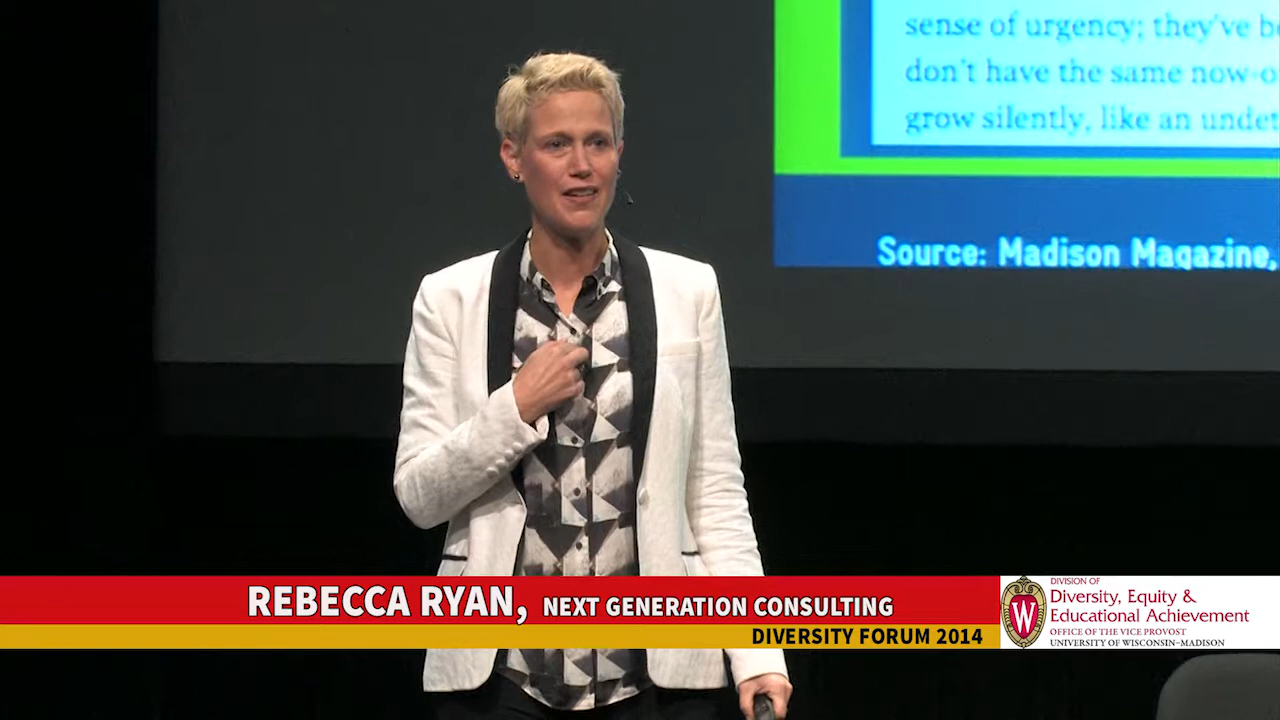 sense of urgency; they've b
don't have the same now-o
grow silently, like an unde
Source: Madison Magazine,
REBECCA RYAN, NEXT GENERATION CONSULTING
DIVERSITY FORUM 2014
W
DIVISION OF
Diversity, Equity &
Educational Achievement
OFFICE OF THE VICE PROVOST
UNIVERSITY OF WISCONSIN–MADISON